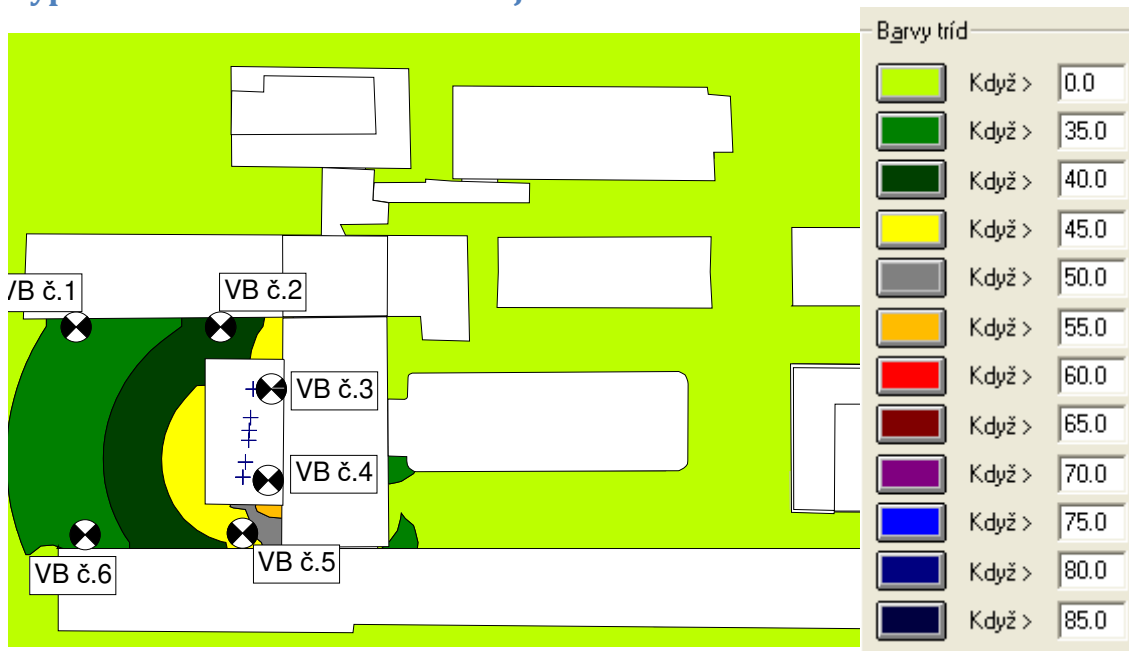 Barvy tříd
Když > 0.0
Když > 35.0
Když > 40.0
Když > 45.0
Když > 50.0
Když > 55.0
Když > 60.0
Když > 65.0
Když > 70.0
Když > 75.0
Když > 80.0
Když > 85.0
VB č.1
VB č.2
VB č.3
VB č.4
VB č.5
VB č.6